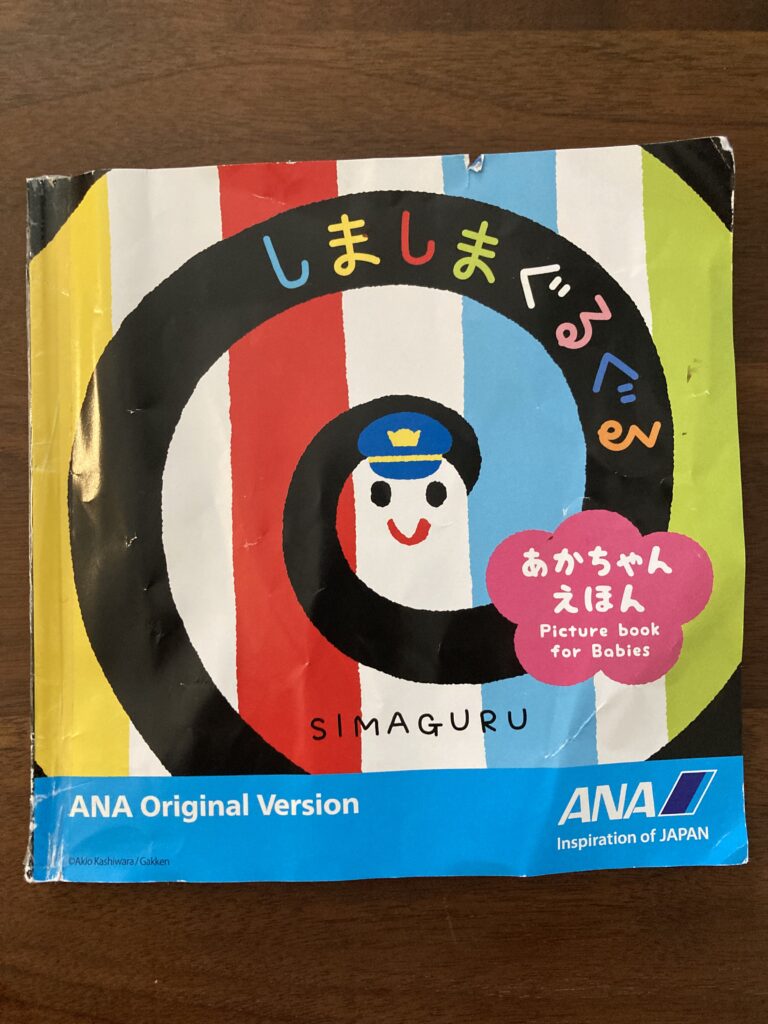 しましまぐるぐる
あかちゃん
えほん
Picture book
for Babies
SIMAGURU
ANA Original Version
ANA
Inspiration of JAPAN
©Akio Kashiwara / Gakken